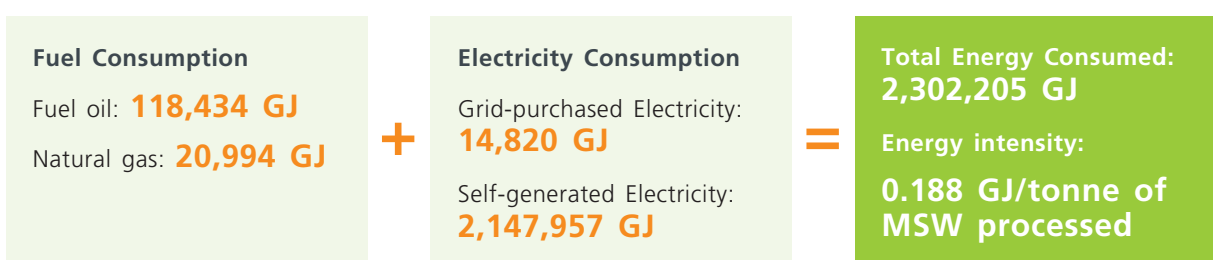 Fuel Consumption
Fuel oil: 118,434 GJ
Natural gas: 20,994 GJ
+
Electricity Consumption
Grid-purchased Electricity:
14,820 GJ
Self-generated Electricity:
2,147,957 GJ
=
Total Energy Consumed:
2,302,205 GJ
Energy intensity:
0.188 GJ/tonne of
MSW processed